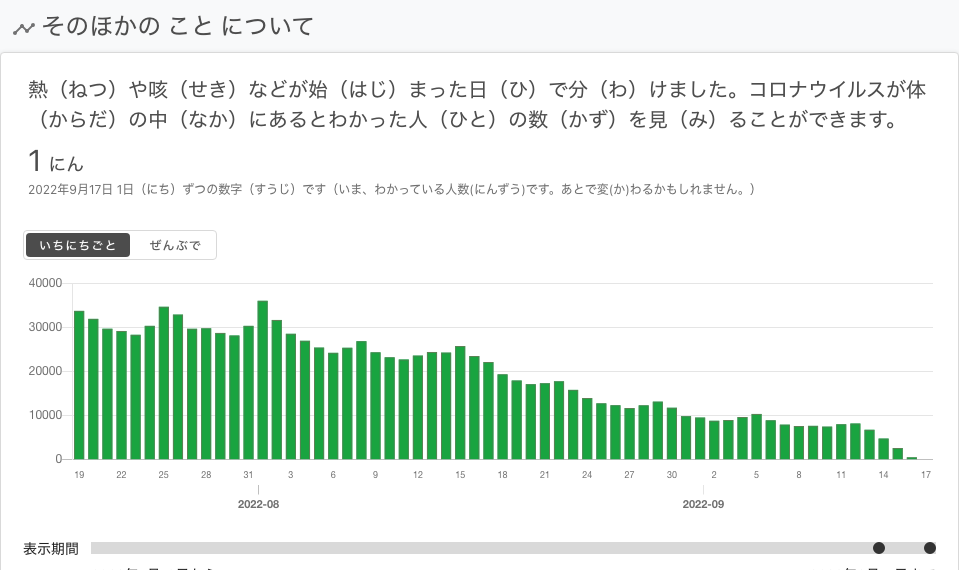 そのほかの こと について
熱（ねつ）や咳（せき）などが始（はじ）まった日（ひ）で分（わ）けました。コロナウイルスが体
（からだ）の中（なか）にあるとわかった人（ひと）の数（かず）を見（み）ることができます。
1 にん
2022年9月17日 1日（にち）ずつの数字（すうじ）です（いま、わかっている人数(にんずう)です。あとで変(か)わるかもしれません。）
いちにちごと ぜんぶで
40000
30000
20000
10000
0
19 22 25 28 31 3 6 9 12 15 18 21 24 27 30 2 5 8 11 14 17
2022-08 2022-09
表示期間